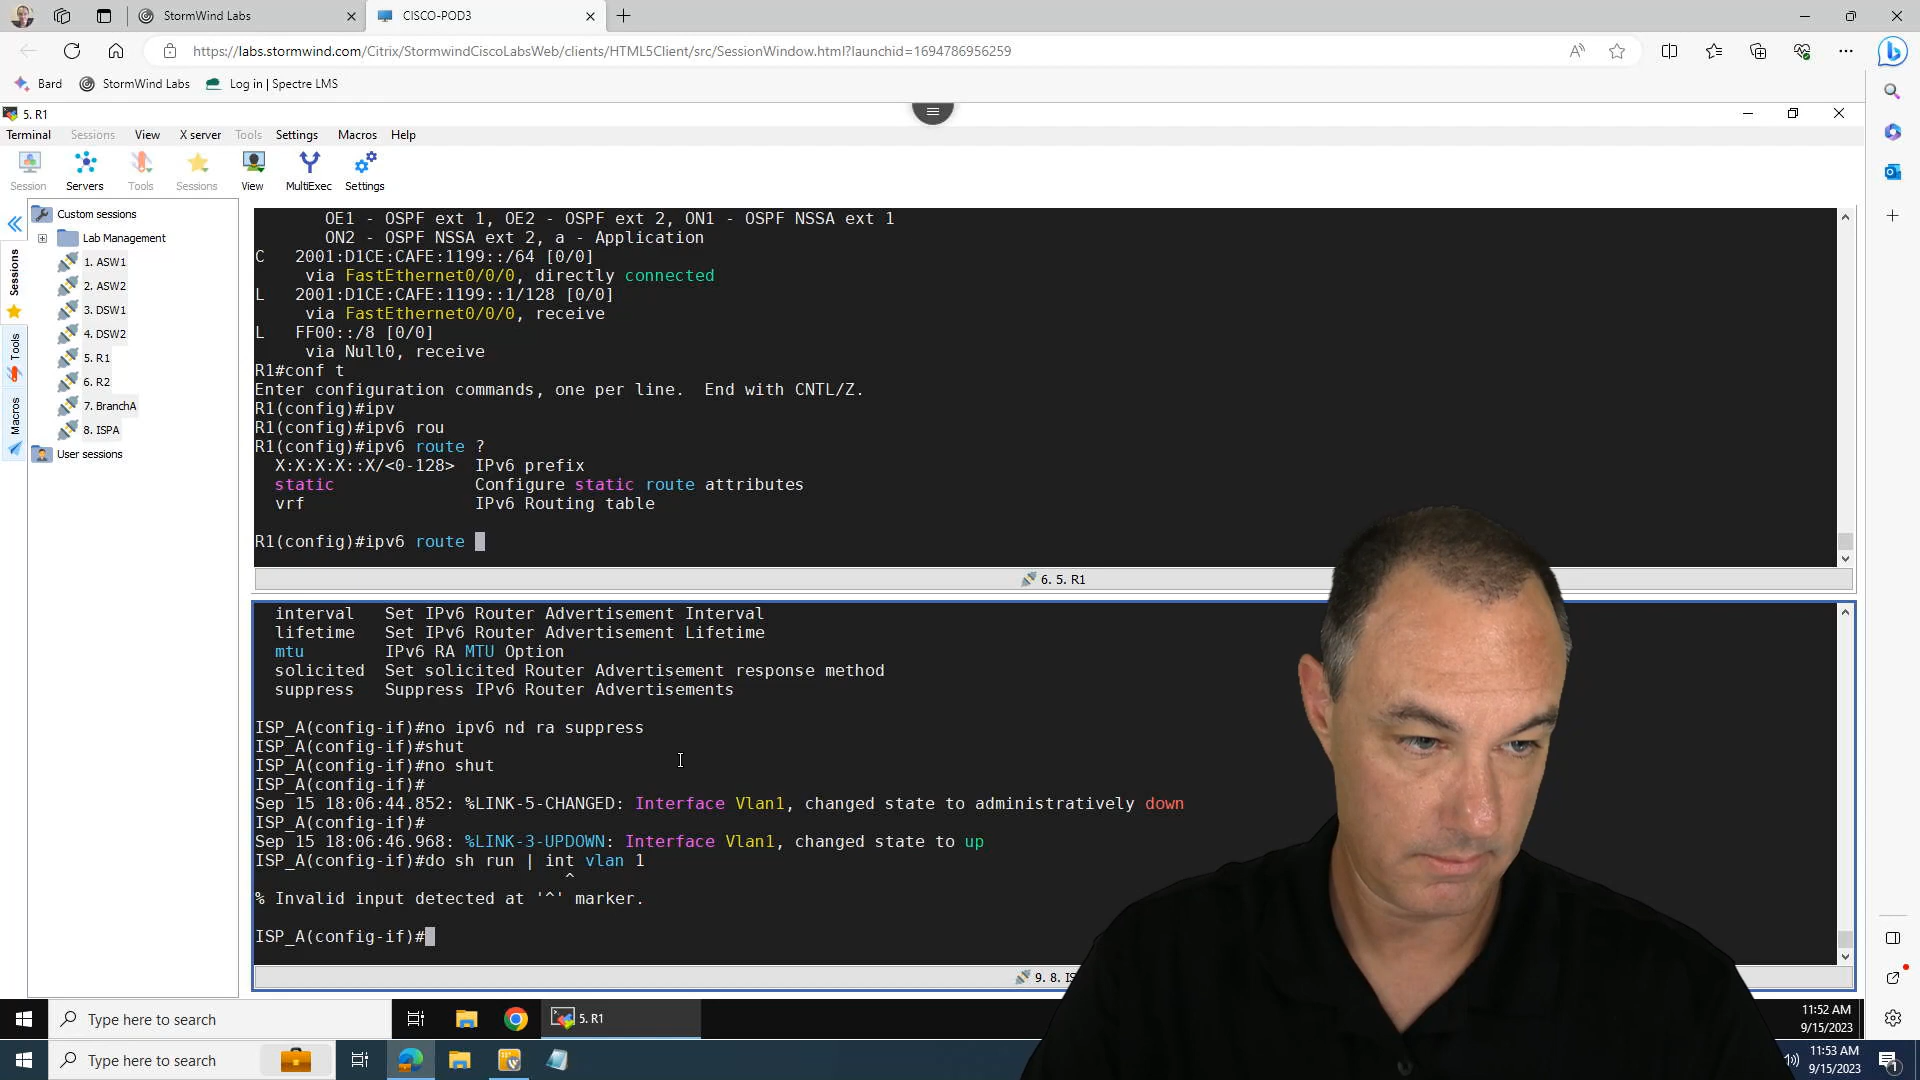 StormWind Labs
CISCO-POD3
https://labs.stormwind.com/Citrix/StormwindCiscoLabsWeb/clients/HTML5Client/src/SessionWindow.html?launchid=1694786956259
Bard
StormWind Labs
Log in | Spectre LMS
5. R1
Terminal Sessions View X server Tools Settings Macros Help
Session Servers Tools Sessions View MultiExec Settings
Sessions
Tools
Macros
Custom sessions
Lab Management
1. ASW1
2. ASW2
3. DSW1
4. DSW2
5. R1
6. R2
7. BranchA
8. ISPA
User sessions
OE1 - OSPF ext 1, OE2 - OSPF ext 2, ON1 - OSPF NSSA ext 1
ON2 - OSPF NSSA ext 2, a - Application
C   2001:D1CE:CAFE:1199::/64 [0/0]
     via FastEthernet0/0/0, directly connected
L   2001:D1CE:CAFE:1199::1/128 [0/0]
     via FastEthernet0/0/0, receive
L   FF00::/8 [0/0]
     via Null0, receive
R1#conf t
Enter configuration commands, one per line.  End with CNTL/Z.
R1(config)#ipv
R1(config)#ipv6 rou
R1(config)#ipv6 route ?
  X:X:X:X::X/<0-128>  IPv6 prefix
  static              Configure static route attributes
  vrf                 IPv6 Routing table
R1(config)#ipv6 route
6. 5. R1
  interval   Set IPv6 Router Advertisement Interval
  lifetime   Set IPv6 Router Advertisement Lifetime
  mtu        IPv6 RA MTU Option
  solicited  Set solicited Router Advertisement response method
  suppress   Suppress IPv6 Router Advertisements
ISP_A(config-if)#no ipv6 nd ra suppress
ISP_A(config-if)#shut
ISP_A(config-if)#no shut
ISP_A(config-if)#
Sep 15 18:06:44.852: %LINK-5-CHANGED: Interface Vlan1, changed state to administratively down
ISP_A(config-if)#
Sep 15 18:06:46.968: %LINK-3-UPDOWN: Interface Vlan1, changed state to up
ISP_A(config-if)#do sh run | int vlan 1
                               ^
% Invalid input detected at '^' marker.
ISP_A(config-if)#
9. 8. IS
Type here to search
5. R1
11:52 AM
9/15/2023
Type here to search
11:53 AM
9/15/2023
1